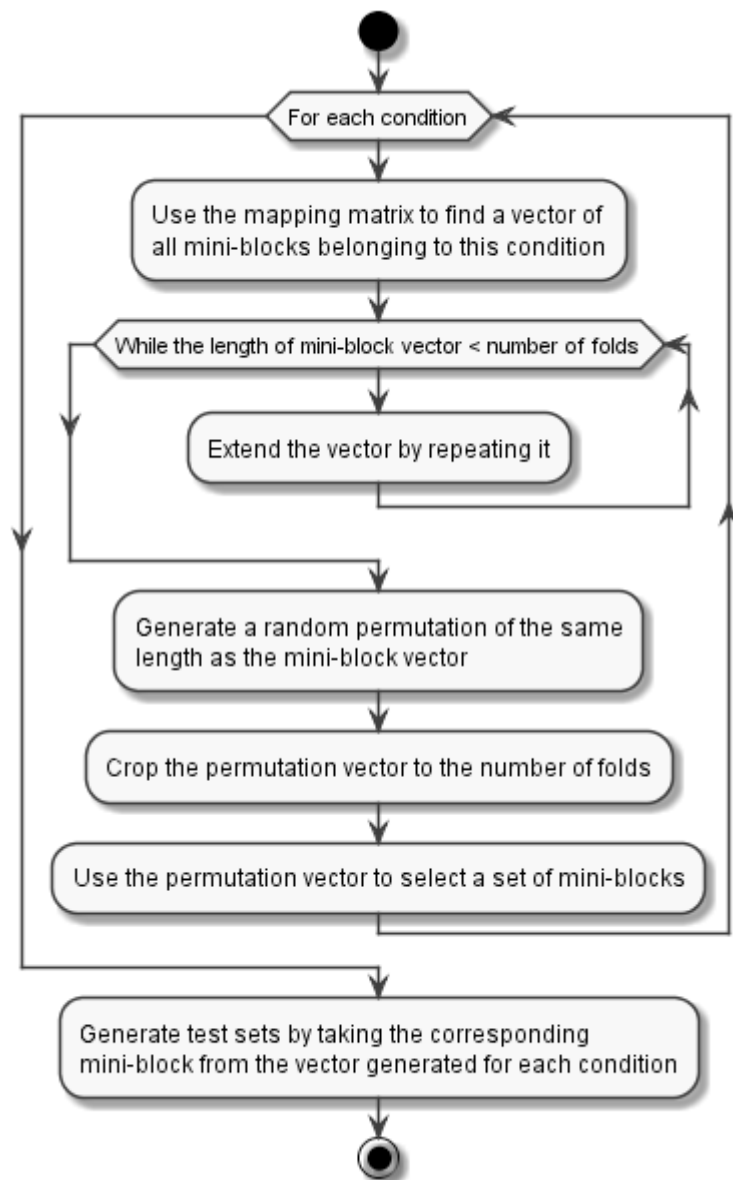 For each condition
Use the mapping matrix to find a vector of
all mini-blocks belonging to this condition
While the length of mini-block vector < number of folds
Extend the vector by repeating it
Generate a random permutation of the same
length as the mini-block vector
Crop the permutation vector to the number of folds
Use the permutation vector to select a set of mini-blocks
Generate test sets by taking the corresponding
mini-block from the vector generated for each condition